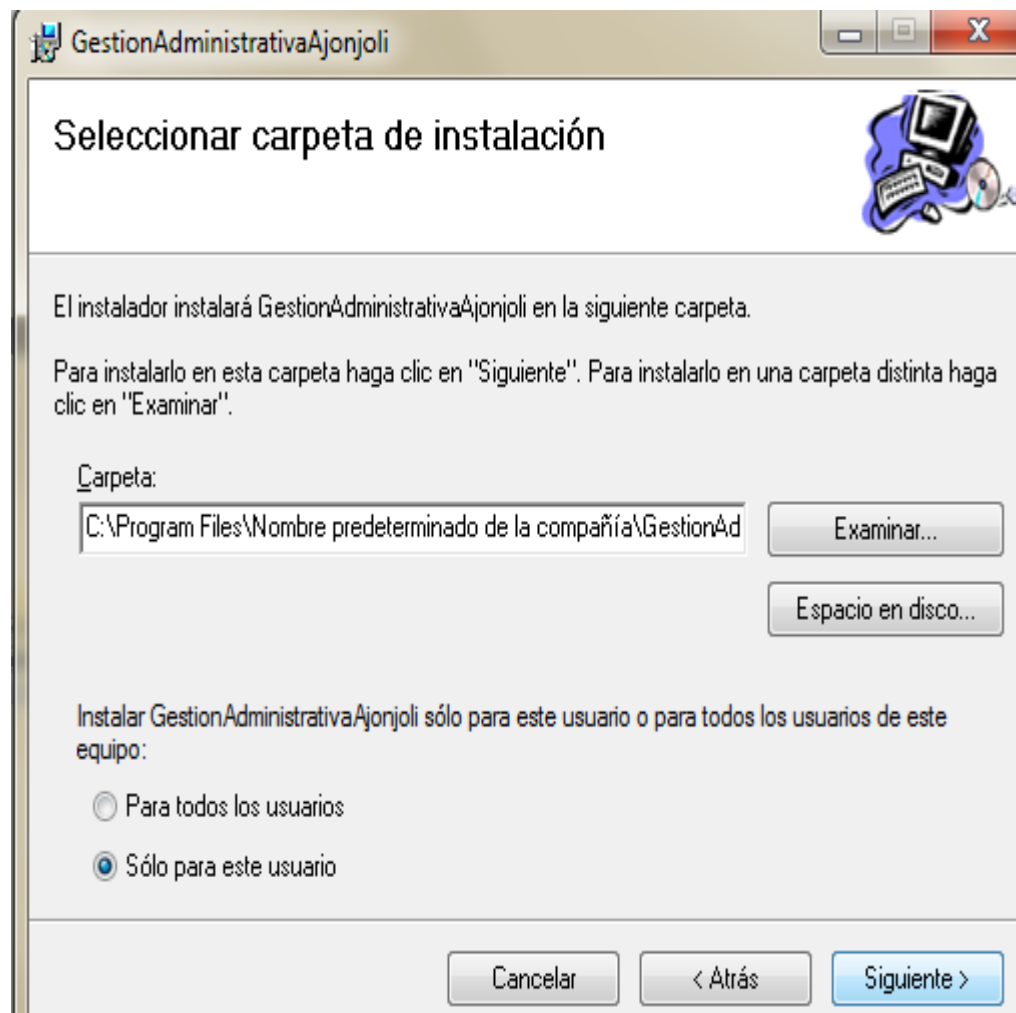 GestionAdministrativaAjonjoli
Seleccionar carpeta de instalación
El instalador instalará GestionAdministrativaAjonjoli en la siguiente carpeta.
Para instalarlo en esta carpeta haga clic en "Siguiente". Para instalarlo en una carpeta distinta haga
clic en "Examinar".
Carpeta:
C:\Program Files\Nombre predeterminado de la compañía\GestionAd
Examinar...
Espacio en disco...
Instalar GestionAdministrativaAjonjoli sólo para este usuario o para todos los usuarios de este
equipo:
Para todos los usuarios
Sólo para este usuario
Cancelar
< Atrás
Siguiente >